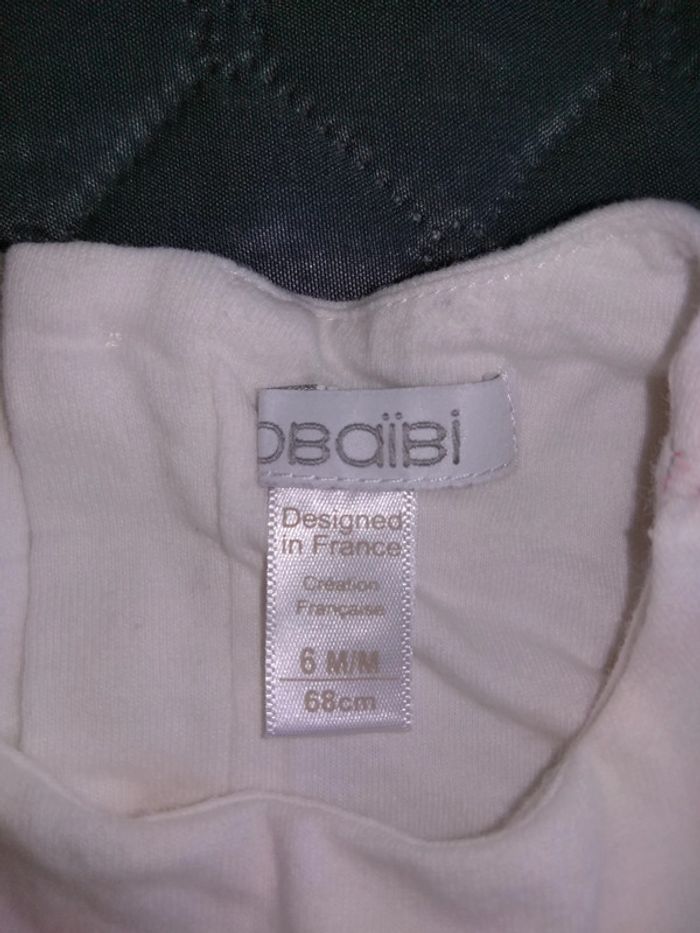 OBaïBi
Designed
in France
Création
Française
6 M/M
68cm